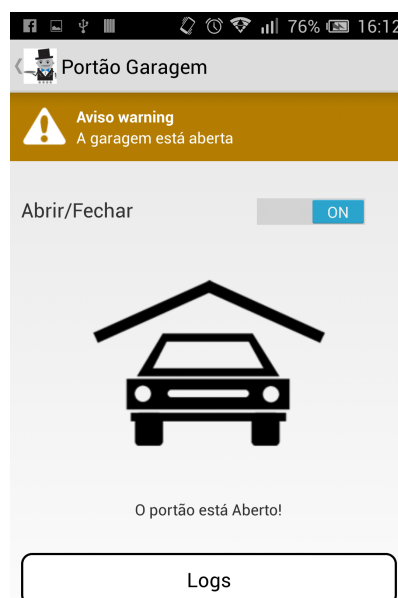 76% 16:12
Portão Garagem
Aviso warning
A garagem está aberta
Abrir/Fechar ON
O portão está Aberto!
Logs